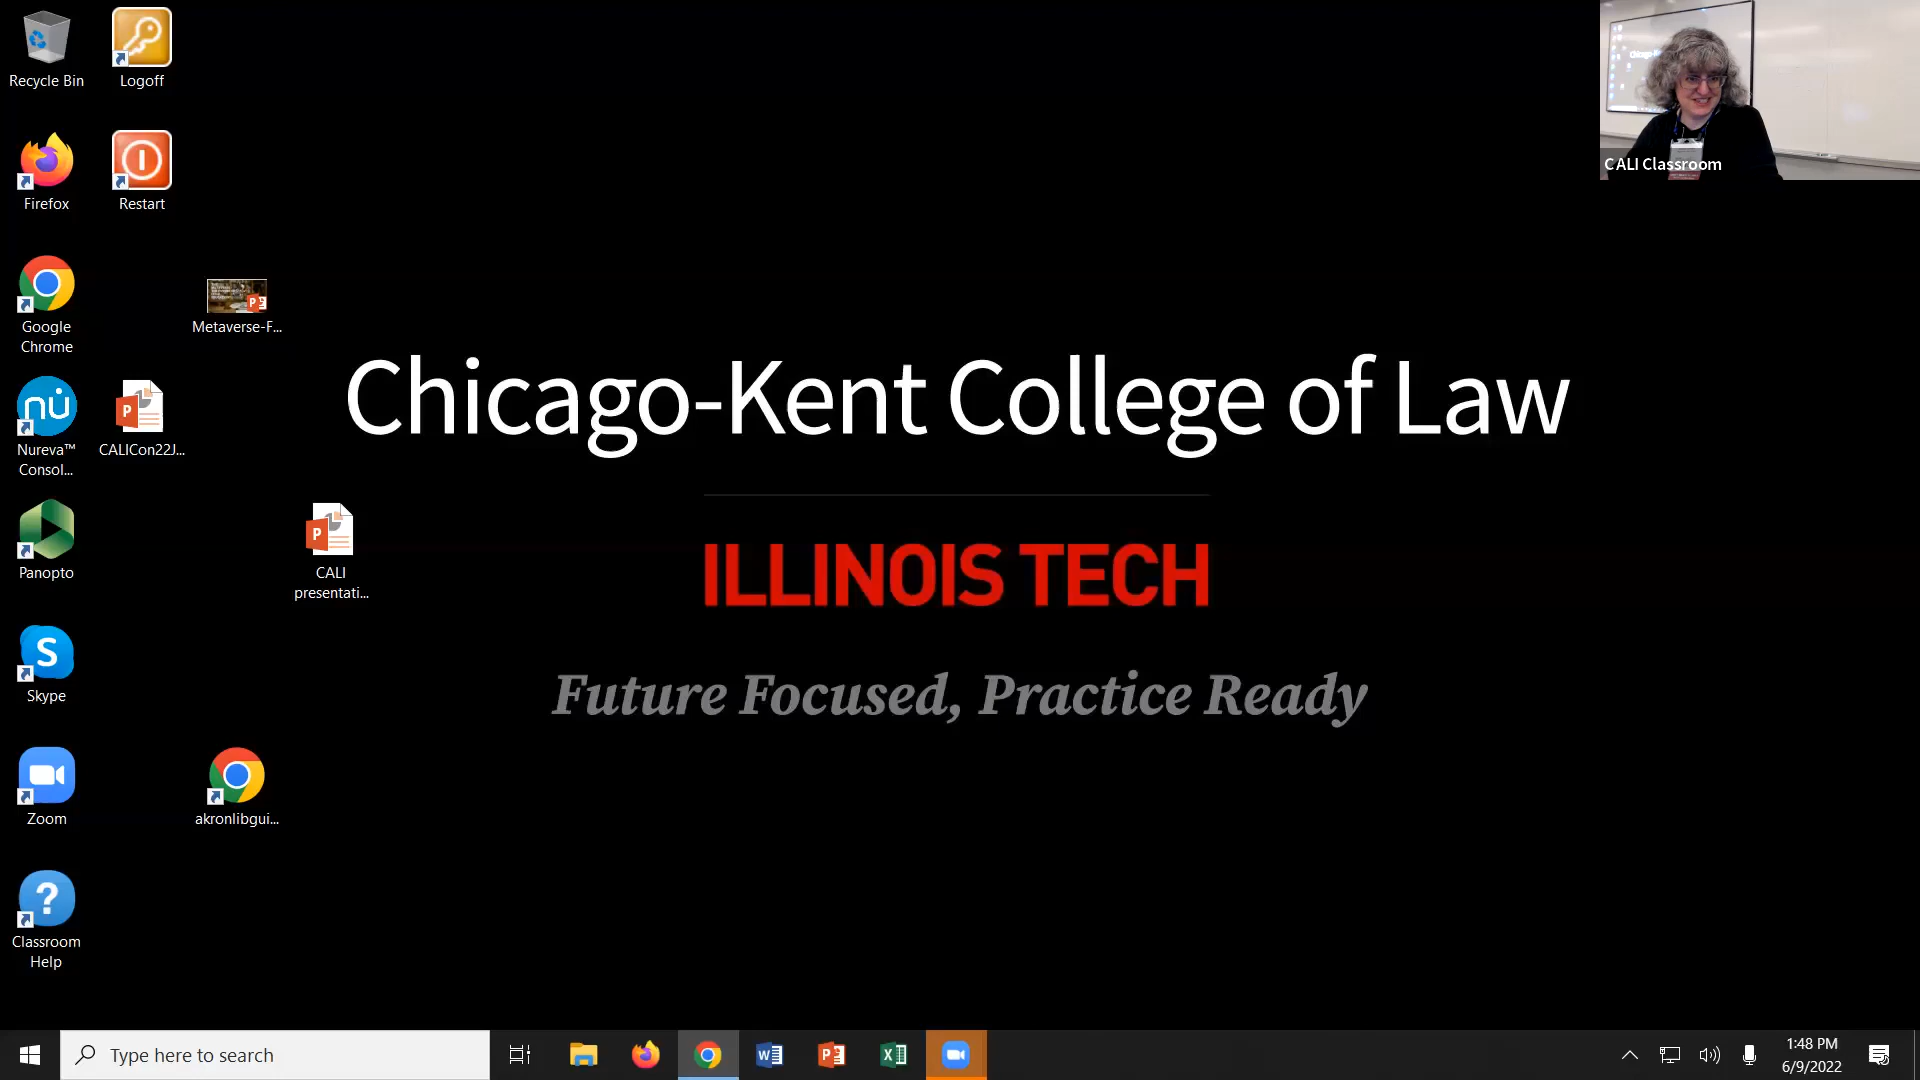 Recycle Bin
Logoff
CALI Classroom
Firefox
Restart
Google
Chrome
Metaverse-F...
Nureva™
Consol...
CALICon22J...
Chicago-Kent College of Law
Panopto
CALI
presentati...
ILLINOIS TECH
Skype
Future Focused, Practice Ready
Zoom
akronlibgui...
Classroom
Help
Type here to search
1:48 PM
6/9/2022